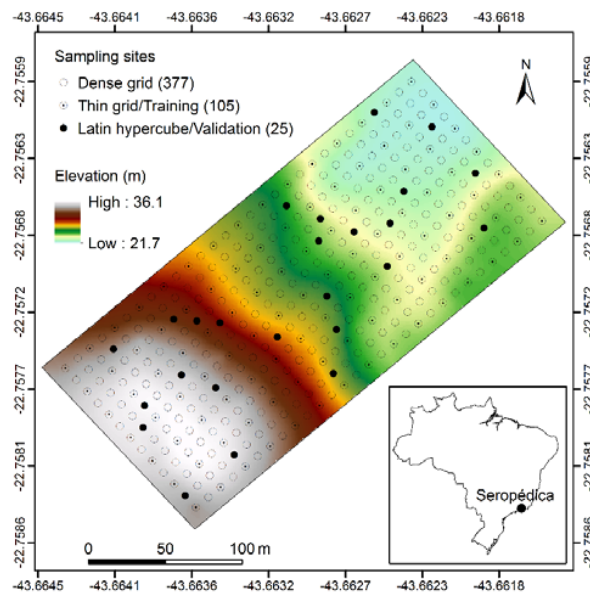 -43.6645 -43.6641 -43.6636 -43.6632 -43.6627 -43.6623 -43.6618
Sampling sites
Dense grid (377)
Thin grid/Training (105)
Latin hypercube/Validation (25)
N
Elevation (m)
High : 36.1
Low : 21.7
-22.7559 -22.7559
-22.7563 -22.7563
-22.7568 -22.7568
-22.7572 -22.7572
-22.7577 -22.7577
-22.7581 -22.7581
-22.7586 -22.7586
Seropédica
0 50 100 m
-43.6645 -43.6641 -43.6636 -43.6632 -43.6627 -43.6623 -43.6618